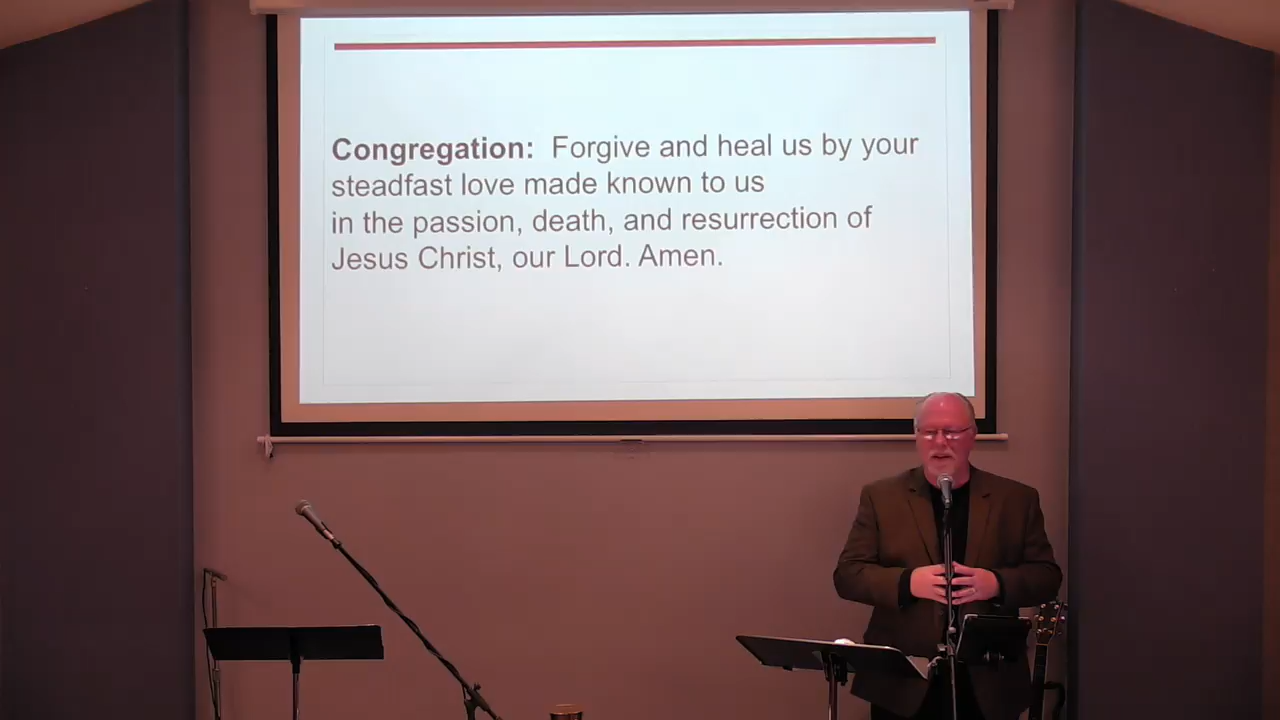 Congregation: Forgive and heal us by your
steadfast love made known to us
in the passion, death, and resurrection of
Jesus Christ, our Lord. Amen.